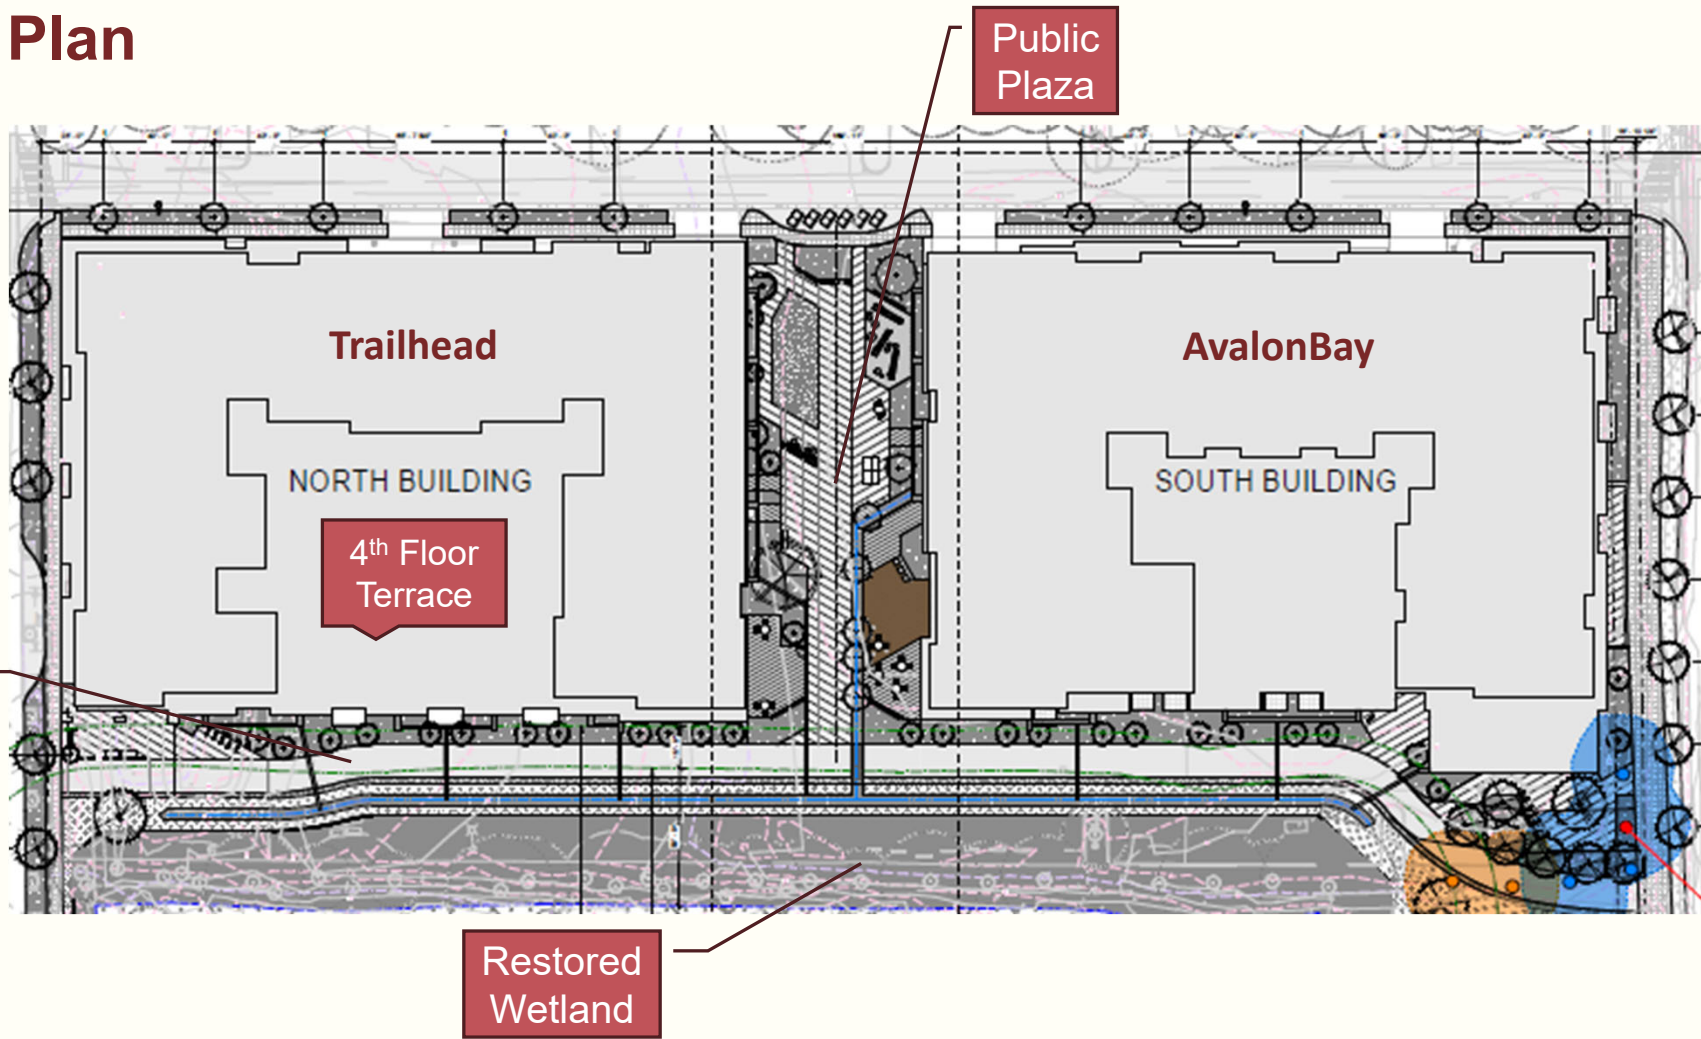 Plan
Public
Plaza
Trailhead
AvalonBay
NORTH BUILDING
SOUTH BUILDING
4th Floor
Terrace
Restored
Wetland